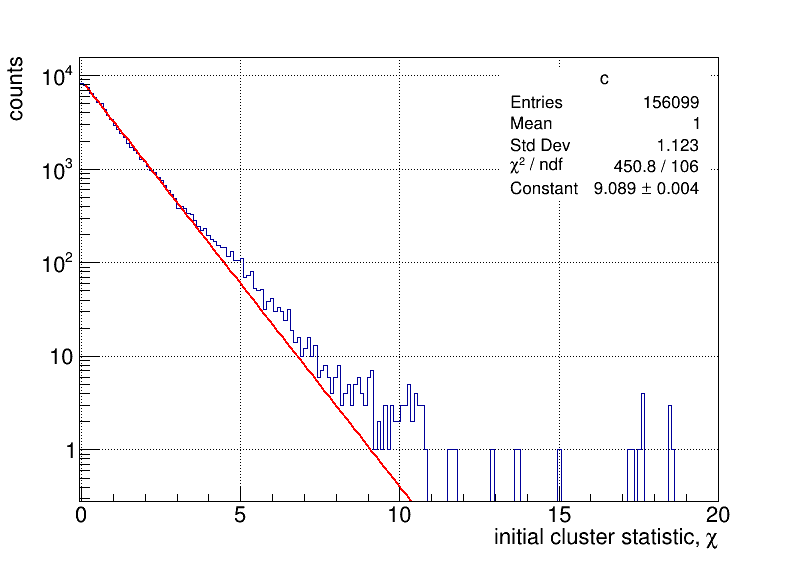 counts
10⁴
10³
10²
10
1
c
Entries 156099
Mean 1
Std Dev 1.123
χ² / ndf 450.8 / 106
Constant 9.089 ± 0.004
0 5 10 15 20
initial cluster statistic, χ